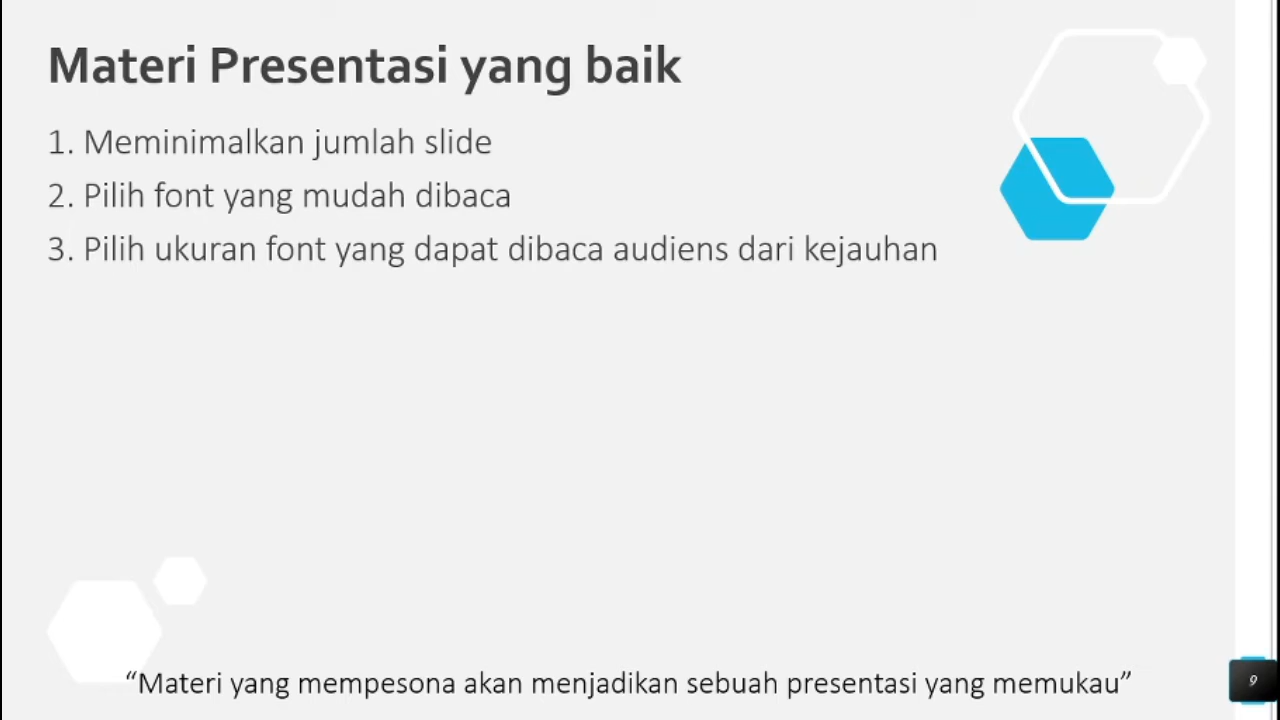 Materi Presentasi yang baik
1. Meminimalkan jumlah slide
2. Pilih font yang mudah dibaca
3. Pilih ukuran font yang dapat dibaca audiens dari kejauhan
“Materi yang mempesona akan menjadikan sebuah presentasi yang memukau”
9